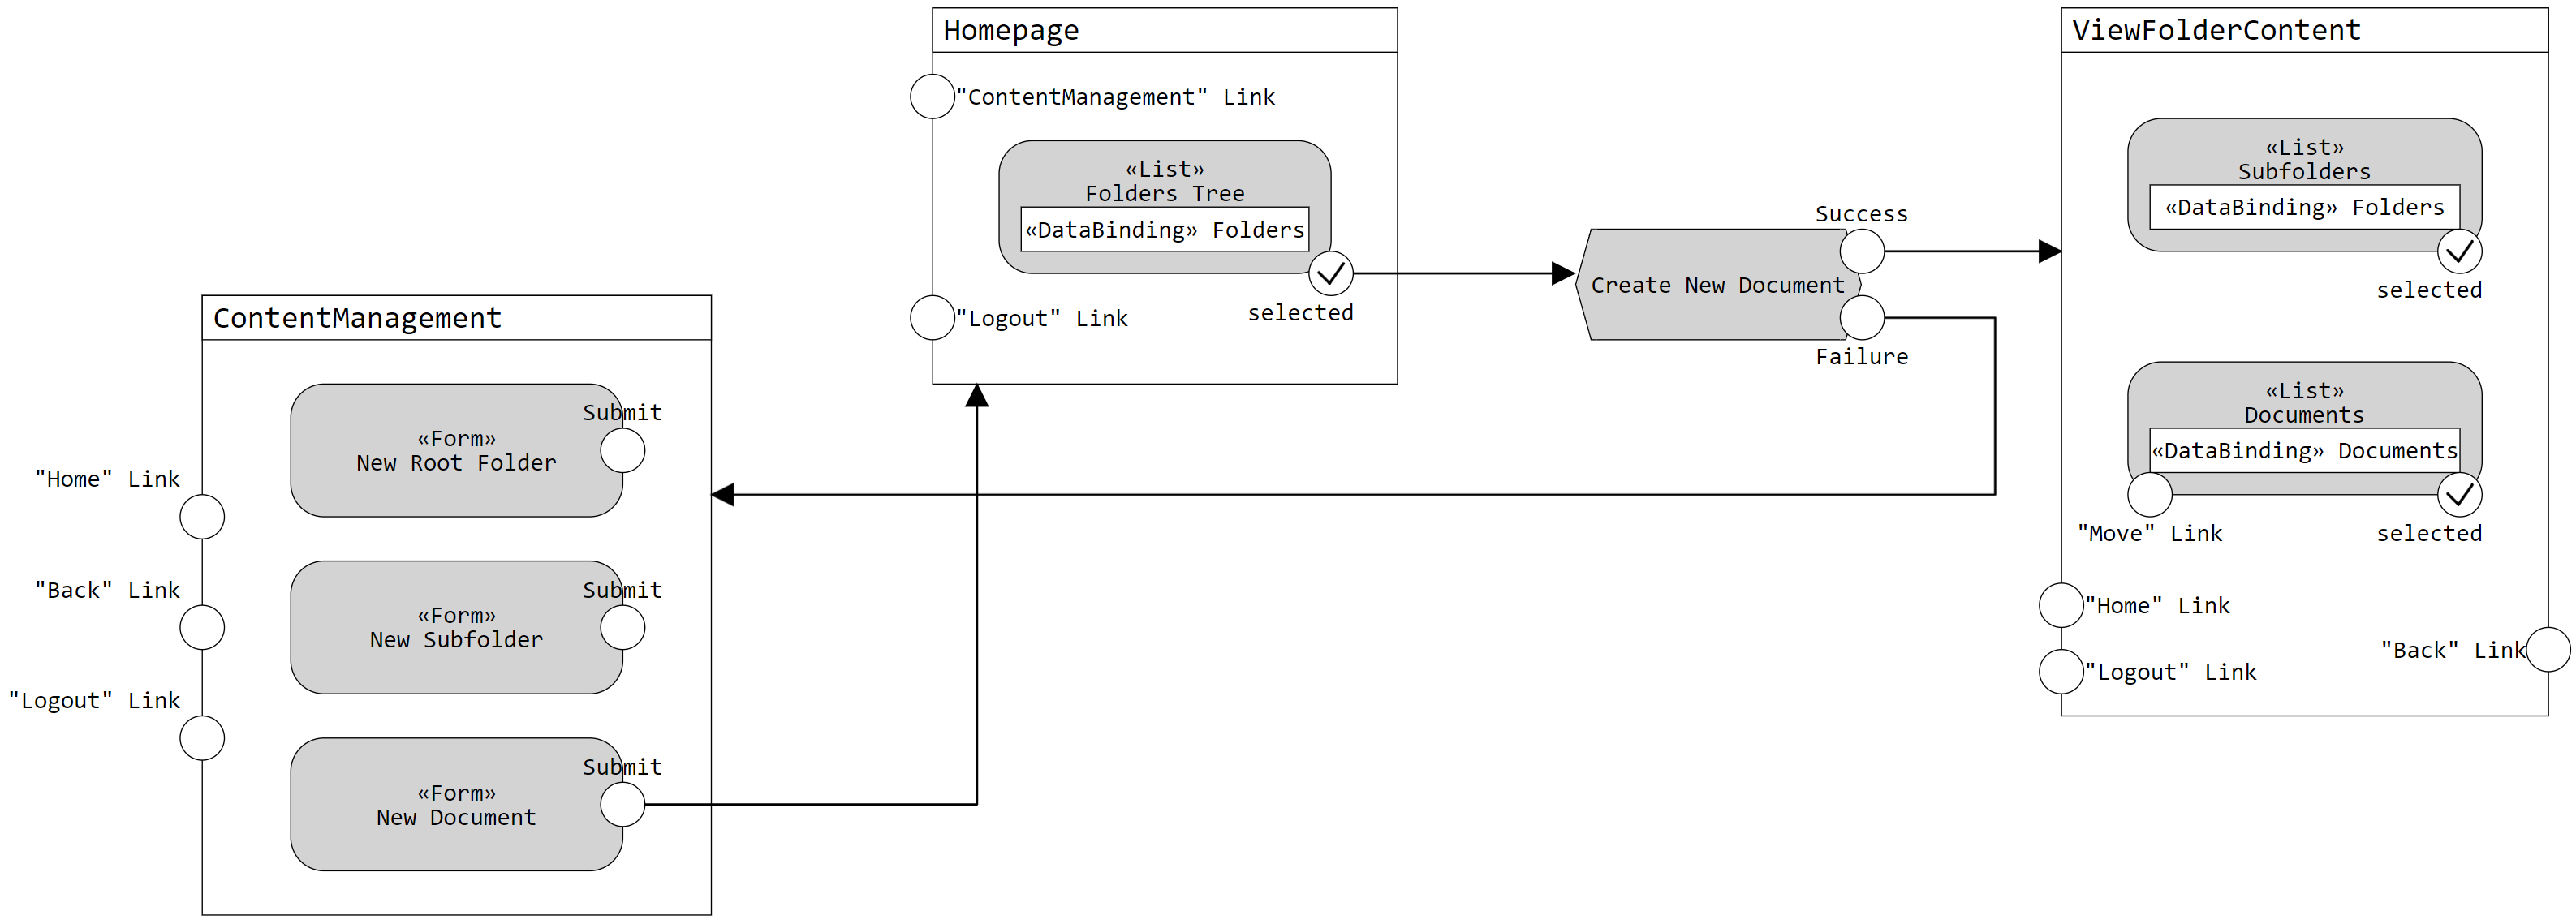 ContentManagement
"Home" Link
"Back" Link
"Logout" Link
Submit
«Form»
New Root Folder
Submit
«Form»
New Subfolder
Submit
«Form»
New Document
Homepage
"ContentManagement" Link
«List»
Folders Tree
«DataBinding» Folders
selected
"Logout" Link
Success
Create New Document
Failure
ViewFolderContent
«List»
Subfolders
«DataBinding» Folders
selected
«List»
Documents
«DataBinding» Documents
"Move" Link
selected
"Home" Link
"Back" Link
"Logout" Link